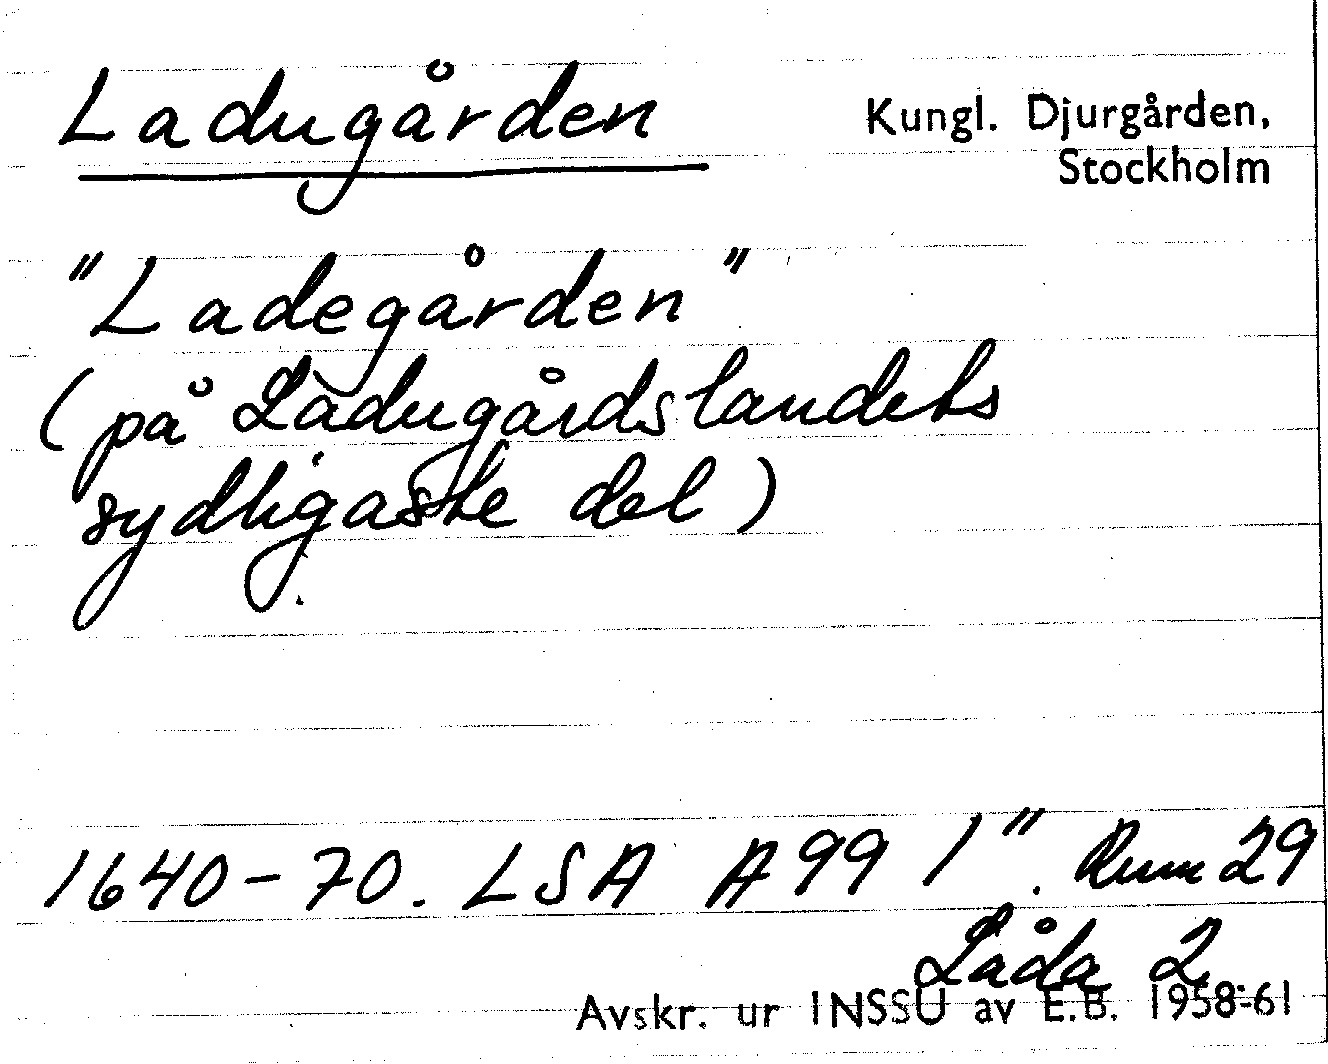 Ladugården
Kungl. Djurgården,
Stockholm
"Ladegården"
(på Ladugårdslandets
sydligaste del)
1640-70. LSA A99 1". Rum 29
Låda 2
Avskr. ur INSSU av E.B. 1958-61